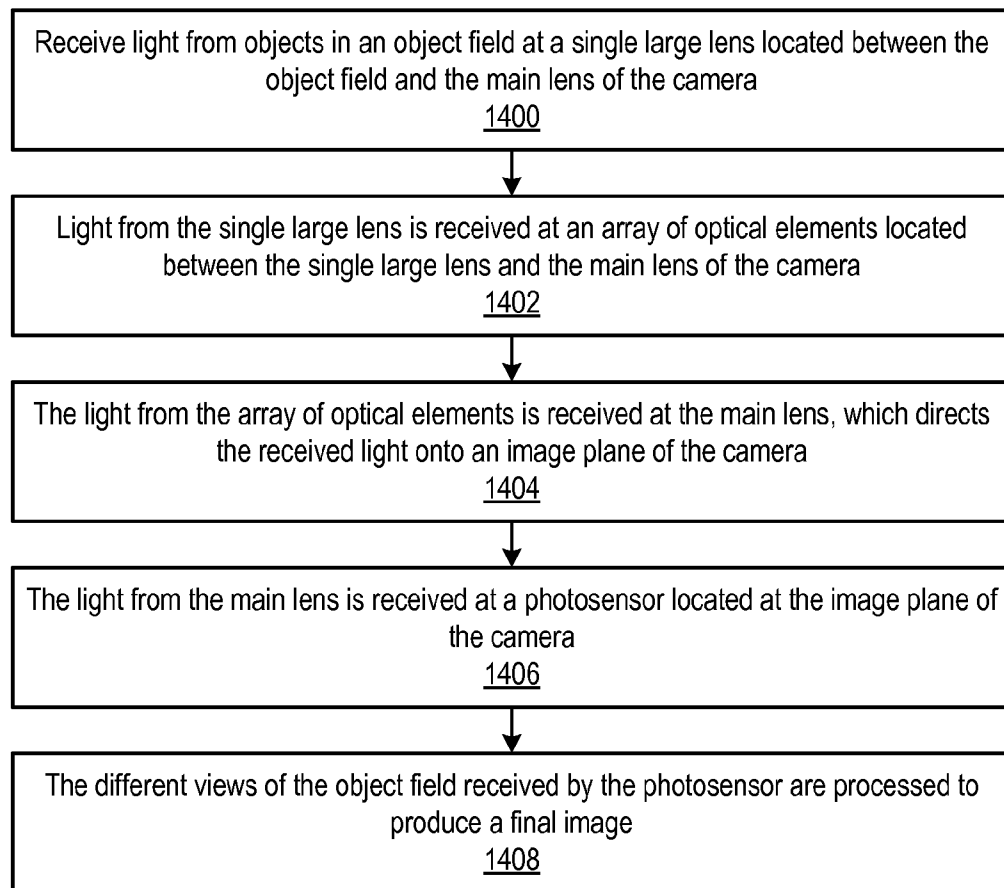 Receive light from objects in an object field at a single large lens located between the
object field and the main lens of the camera
1400
Light from the single large lens is received at an array of optical elements located
between the single large lens and the main lens of the camera
1402
The light from the array of optical elements is received at the main lens, which directs
the received light onto an image plane of the camera
1404
The light from the main lens is received at a photosensor located at the image plane of
the camera
1406
The different views of the object field received by the photosensor are processed to
produce a final image
1408